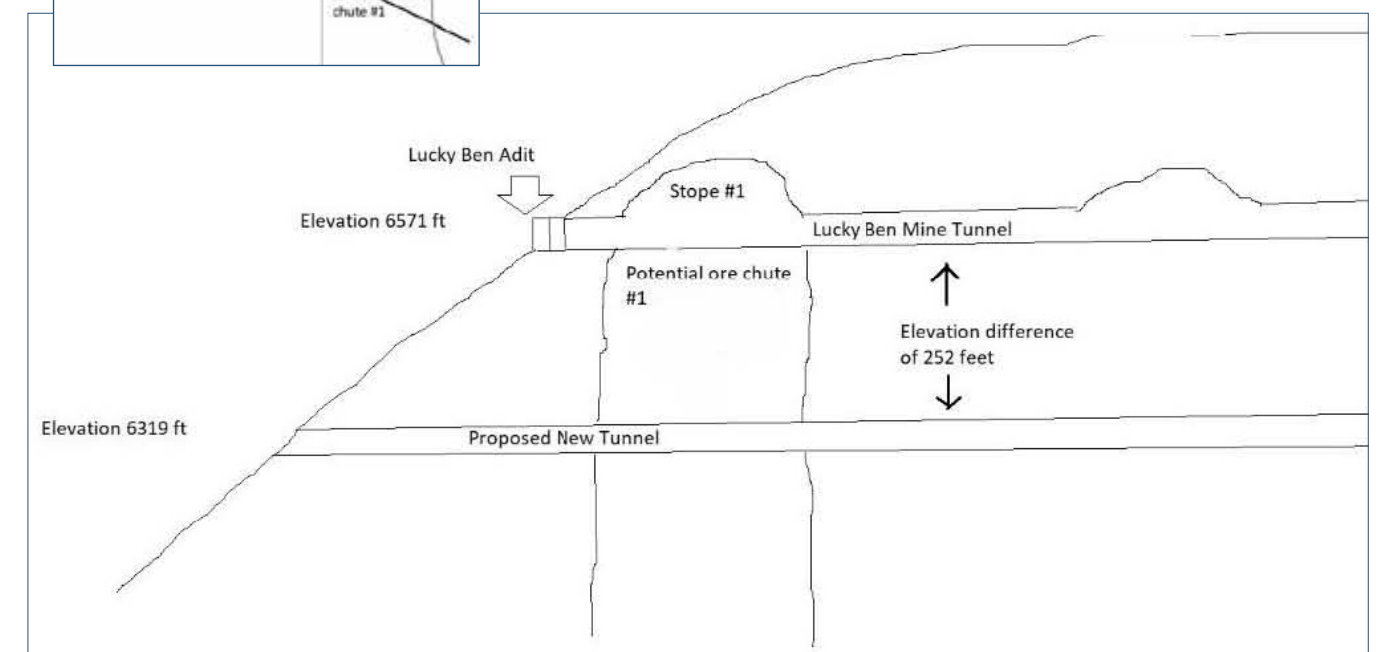 chute #1
Lucky Ben Adit
Stope #1
Elevation 6571 ft
Lucky Ben Mine Tunnel
Potential ore chute
#1
Elevation difference
of 252 feet
Elevation 6319 ft
Proposed New Tunnel